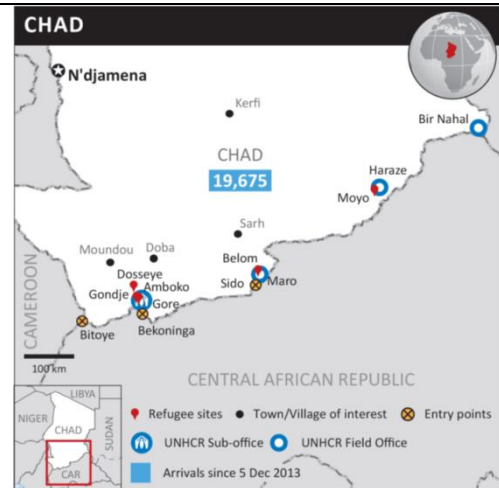 CHAD
N'djamena
Kerfi
Bir Nahal
CHAD
19,675
Haraze
Moyo
Sarh
Moundou
Doba
Belom
Dosseye
Amboko
Sido
Maro
Gondje
Gore
CAMEROON
Bekoninga
Bitoye
100 km
CENTRAL AFRICAN REPUBLIC
LIBYA
NIGER
CHAD
SUDAN
CAR
Refugee sites
Town/Village of interest
Entry points
UNHCR Sub-office
UNHCR Field Office
Arrivals since 5 Dec 2013